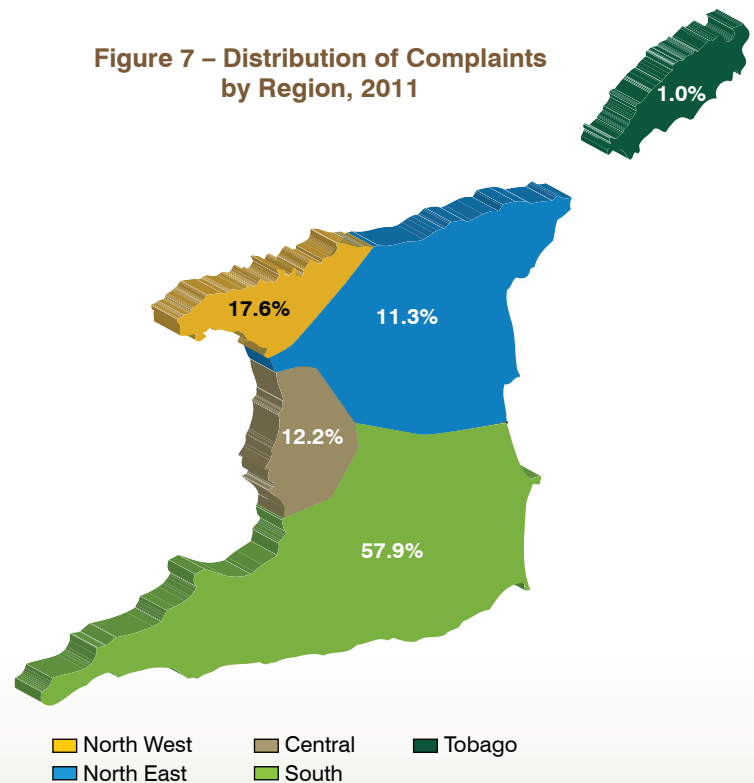 Figure 7 – Distribution of Complaints
by Region, 2011
1.0%
17.6%
11.3%
12.2%
57.9%
North West
Central
Tobago
North East
South